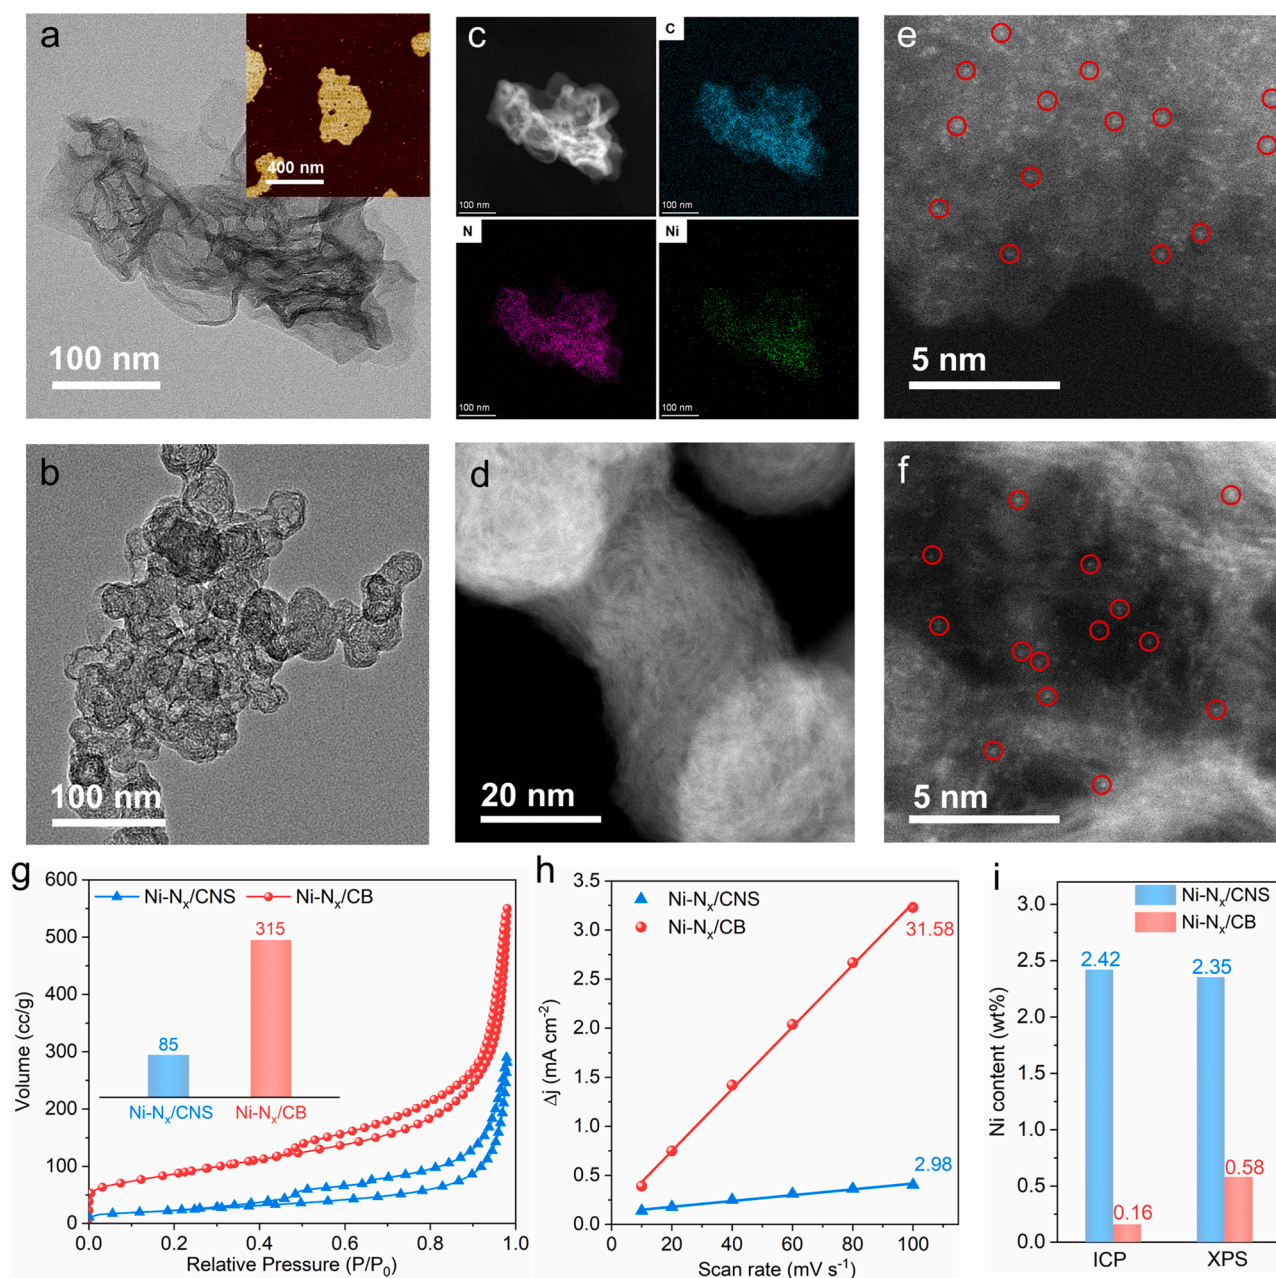 a
400 nm
100 nm
b
100 nm
c
C
N
Ni
100 nm
100 nm
100 nm
100 nm
d
20 nm
e
5 nm
f
5 nm
g
600
500
400
300
200
100
0
Volume (cc/g)
Ni-Nₓ/CNS
Ni-Nₓ/CB
315
85
Ni-Nₓ/CNS
Ni-Nₓ/CB
0.0
0.2
0.4
0.6
0.8
1.0
Relative Pressure (P/P₀)
h
3.5
3.0
2.5
2.0
1.5
1.0
0.5
0.0
Δj (mA cm⁻²)
Ni-Nₓ/CNS
Ni-Nₓ/CB
31.58
2.98
0
20
40
60
80
100
Scan rate (mV s⁻¹)
i
3.0
2.5
2.0
1.5
1.0
0.5
0.0
Ni content (wt%)
Ni-Nₓ/CNS
Ni-Nₓ/CB
2.42
2.35
0.16
0.58
ICP
XPS